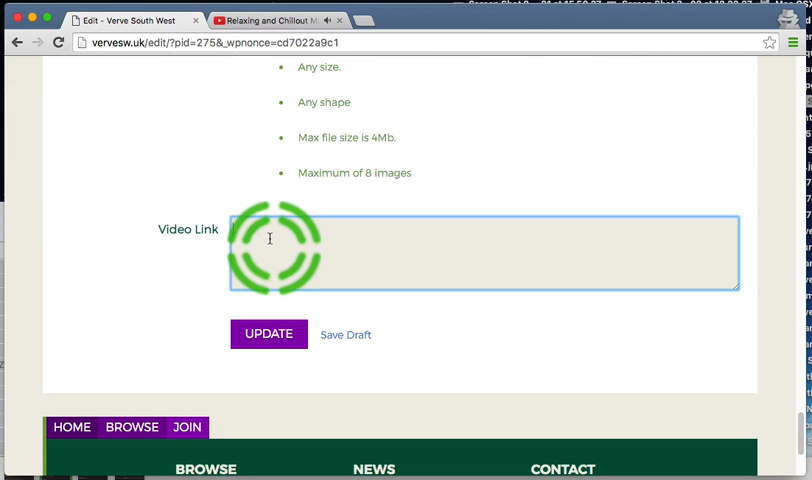 Edit - Verve South West
Relaxing and Chillout Mu
vervesw.uk/edit/?pid=275&_wpnonce=cd7022a9c1
Any size.
Any shape
Max file size is 4Mb.
Maximum of 8 images
Video Link
UPDATE
Save Draft
HOME
BROWSE
JOIN
BROWSE
NEWS
CONTACT